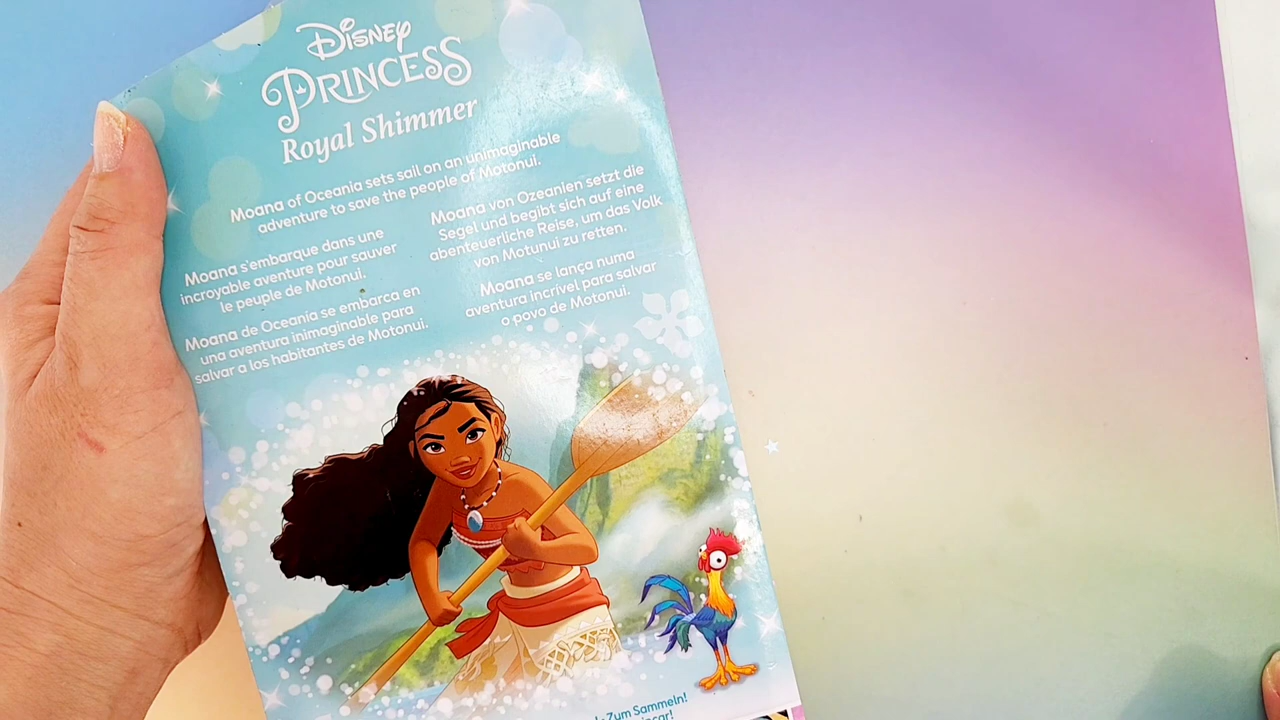 Disney
PRINCESS
Royal Shimmer
Moana of Oceania sets sail on an unimaginable
adventure to save the people of Motonui.
Moana s'embarque dans une
incroyable aventure pour sauver
le peuple de Motonui.
Moana von Ozeanien setzt die
Segel und begibt sich auf eine
abenteuerliche Reise, um das Volk
von Motunui zu retten.
Moana de Oceania se embarca en
una aventura inimaginable para
salvar a los habitantes de Motonui.
Moana se lança numa
aventura incrível para salvar
o povo de Motonui.
Zum Sammeln!